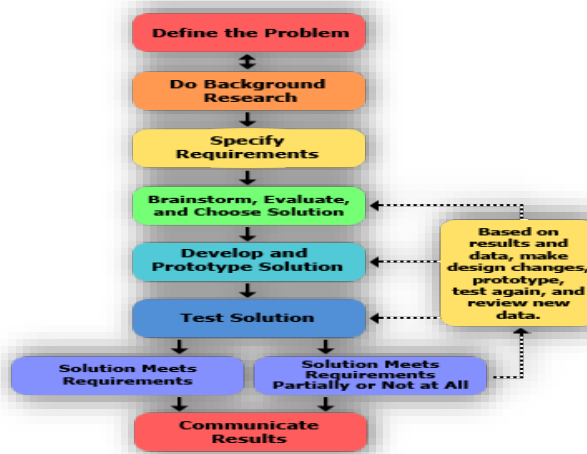 Define the Problem
Do Background
Research
Specify
Requirements
Brainstorm, Evaluate,
and Choose Solution
Develop and
Prototype Solution
Test Solution
Based on
results and
data, make
design changes,
prototype,
test again, and
review new
data.
Solution Meets
Requirements
Solution Meets
Requirements
Partially or Not at All
Communicate
Results